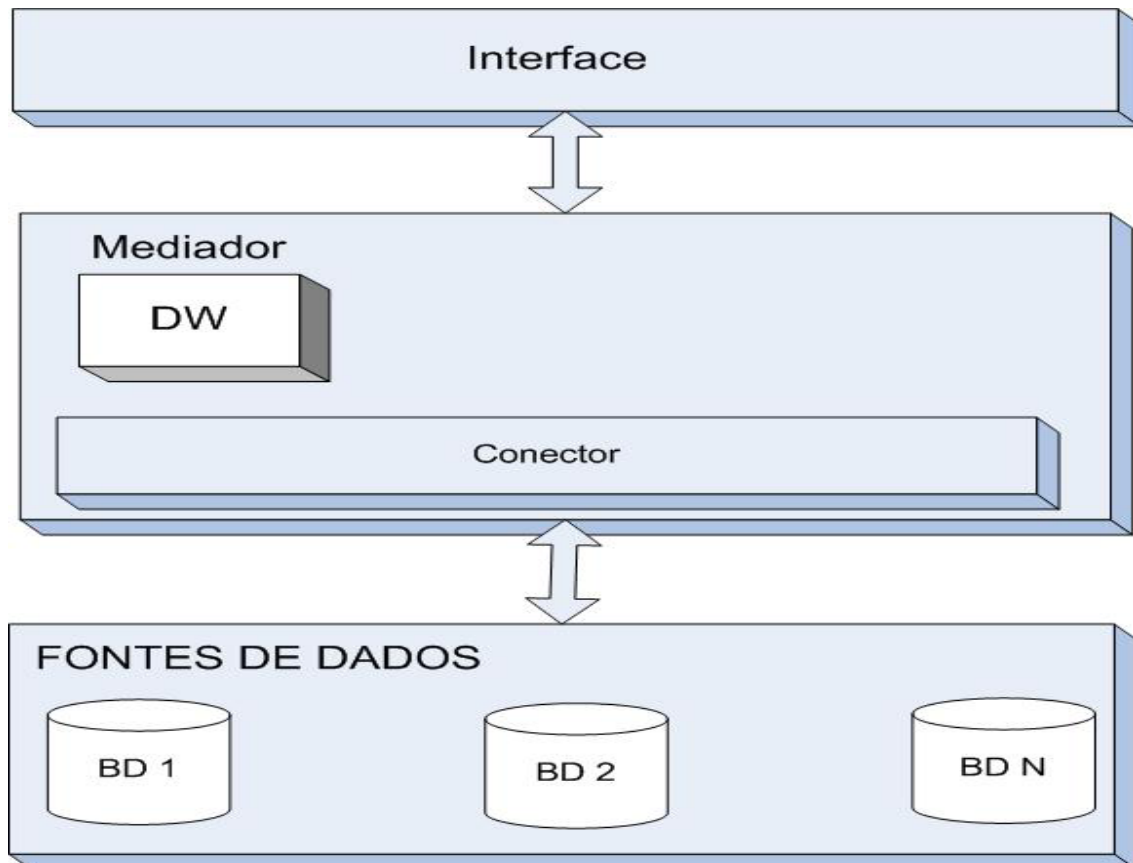 Interface
Mediador
DW
Conector
FONTES DE DADOS
BD 1
BD 2
BD N